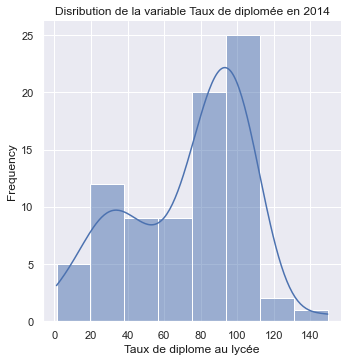 Disribution de la variable Taux de diplomée en 2014
25
20
15
10
5
0
Frequency
0 20 40 60 80 100 120 140
Taux de diplome au lycée